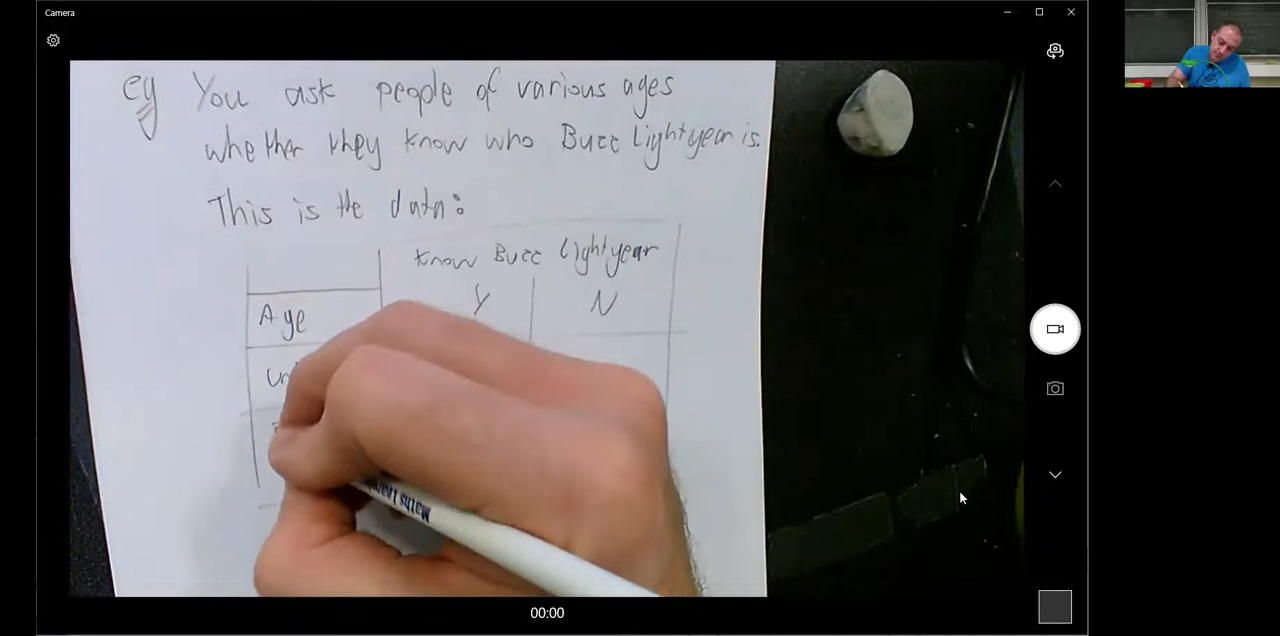 Camera
eg You ask people of various ages
whether they know who Buzz Lightyear is.
This is the data:
Know Buzz Lightyear
Y N
Age
Maths
00:00